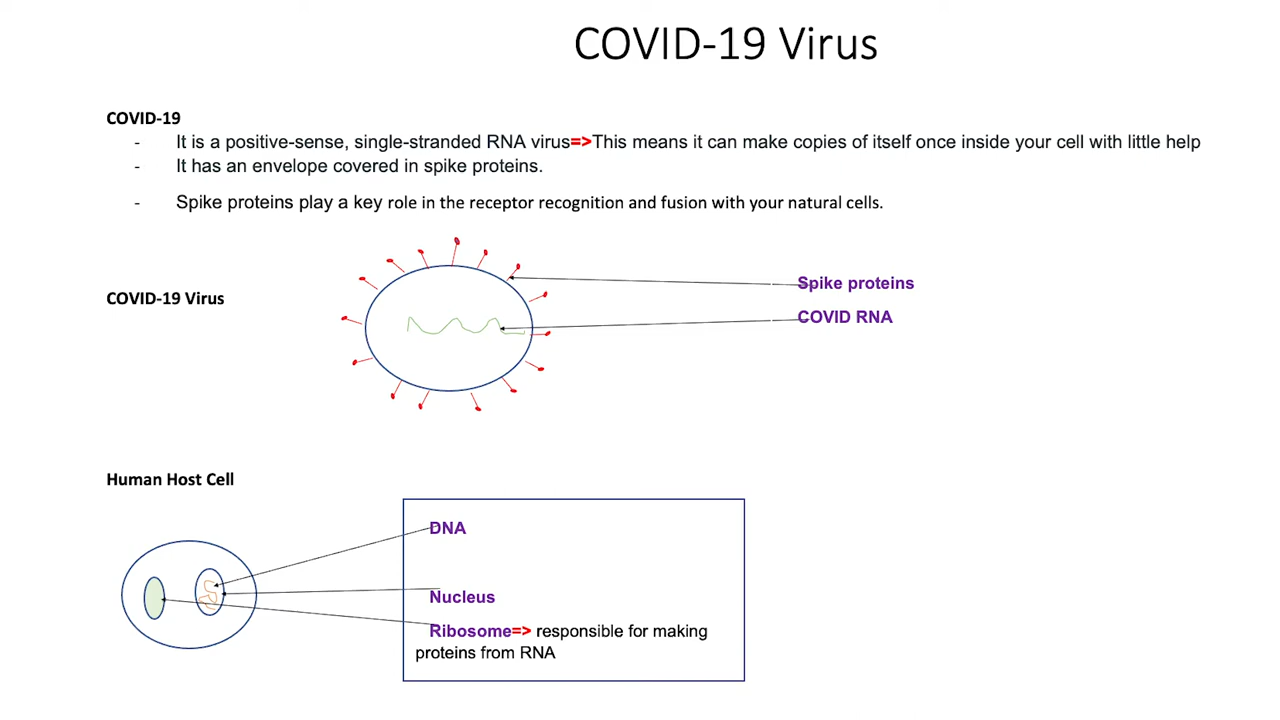 COVID-19 Virus
COVID-19
- It is a positive-sense, single-stranded RNA virus=>This means it can make copies of itself once inside your cell with little help
- It has an envelope covered in spike proteins.
- Spike proteins play a key role in the receptor recognition and fusion with your natural cells.
Spike proteins
COVID-19 Virus
COVID RNA
Human Host Cell
DNA
Nucleus
Ribosome=> responsible for making
proteins from RNA